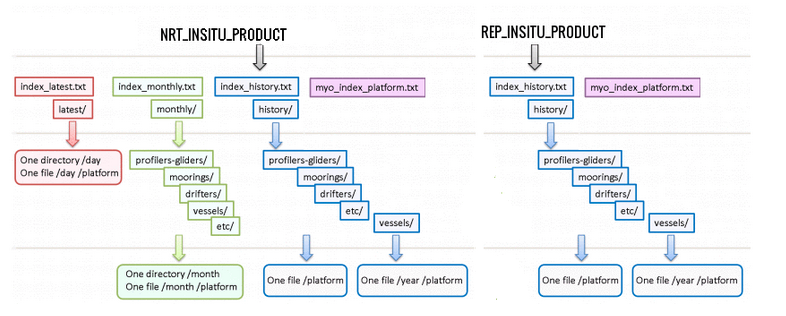 NRT_INSITU_PRODUCT
REP_INSITU_PRODUCT
index_latest.txt
index_monthly.txt
index_history.txt
myo_index_platform.txt
index_history.txt
myo_index_platform.txt
latest/
monthly/
history/
history/
One directory /day
One file /day /platform
profilers-gliders/
moorings/
drifters/
vessels/
etc/
profilers-gliders/
moorings/
drifters/
etc/
vessels/
profilers-gliders/
moorings/
drifters/
etc/
vessels/
One directory /month
One file /month /platform
One file /platform
One file /year /platform
One file /platform
One file /year /platform